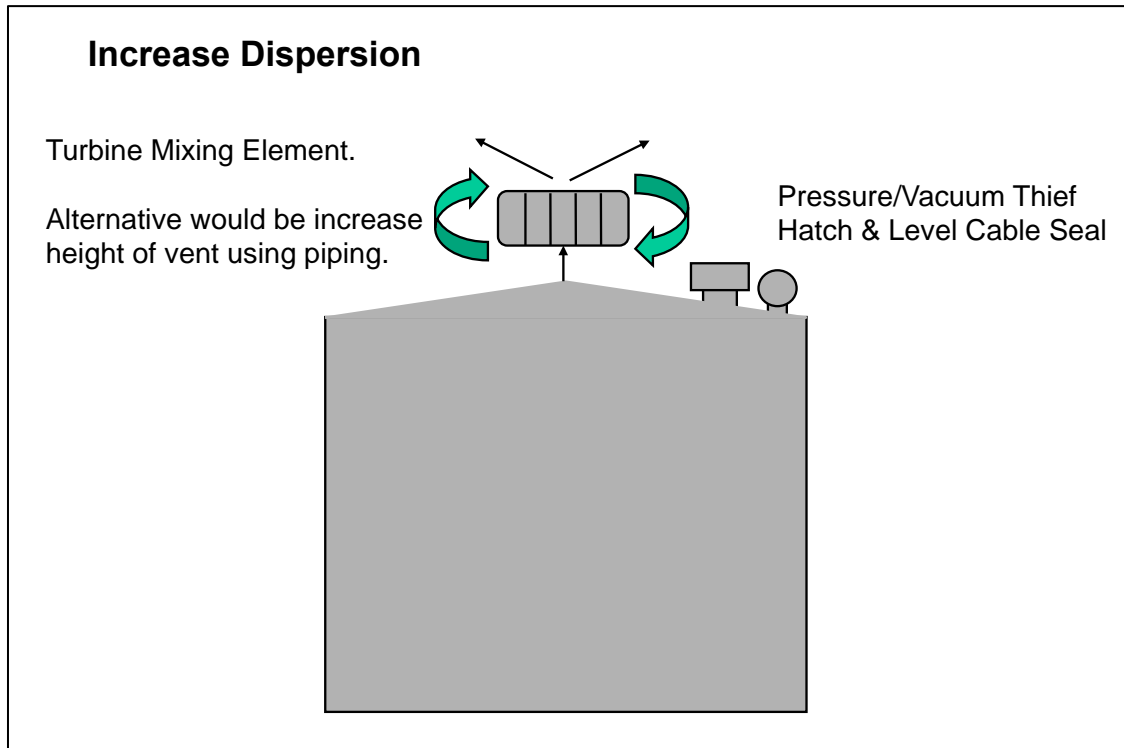 Increase Dispersion
Turbine Mixing Element.
Alternative would be increase
height of vent using piping.
Pressure/Vacuum Thief
Hatch & Level Cable Seal